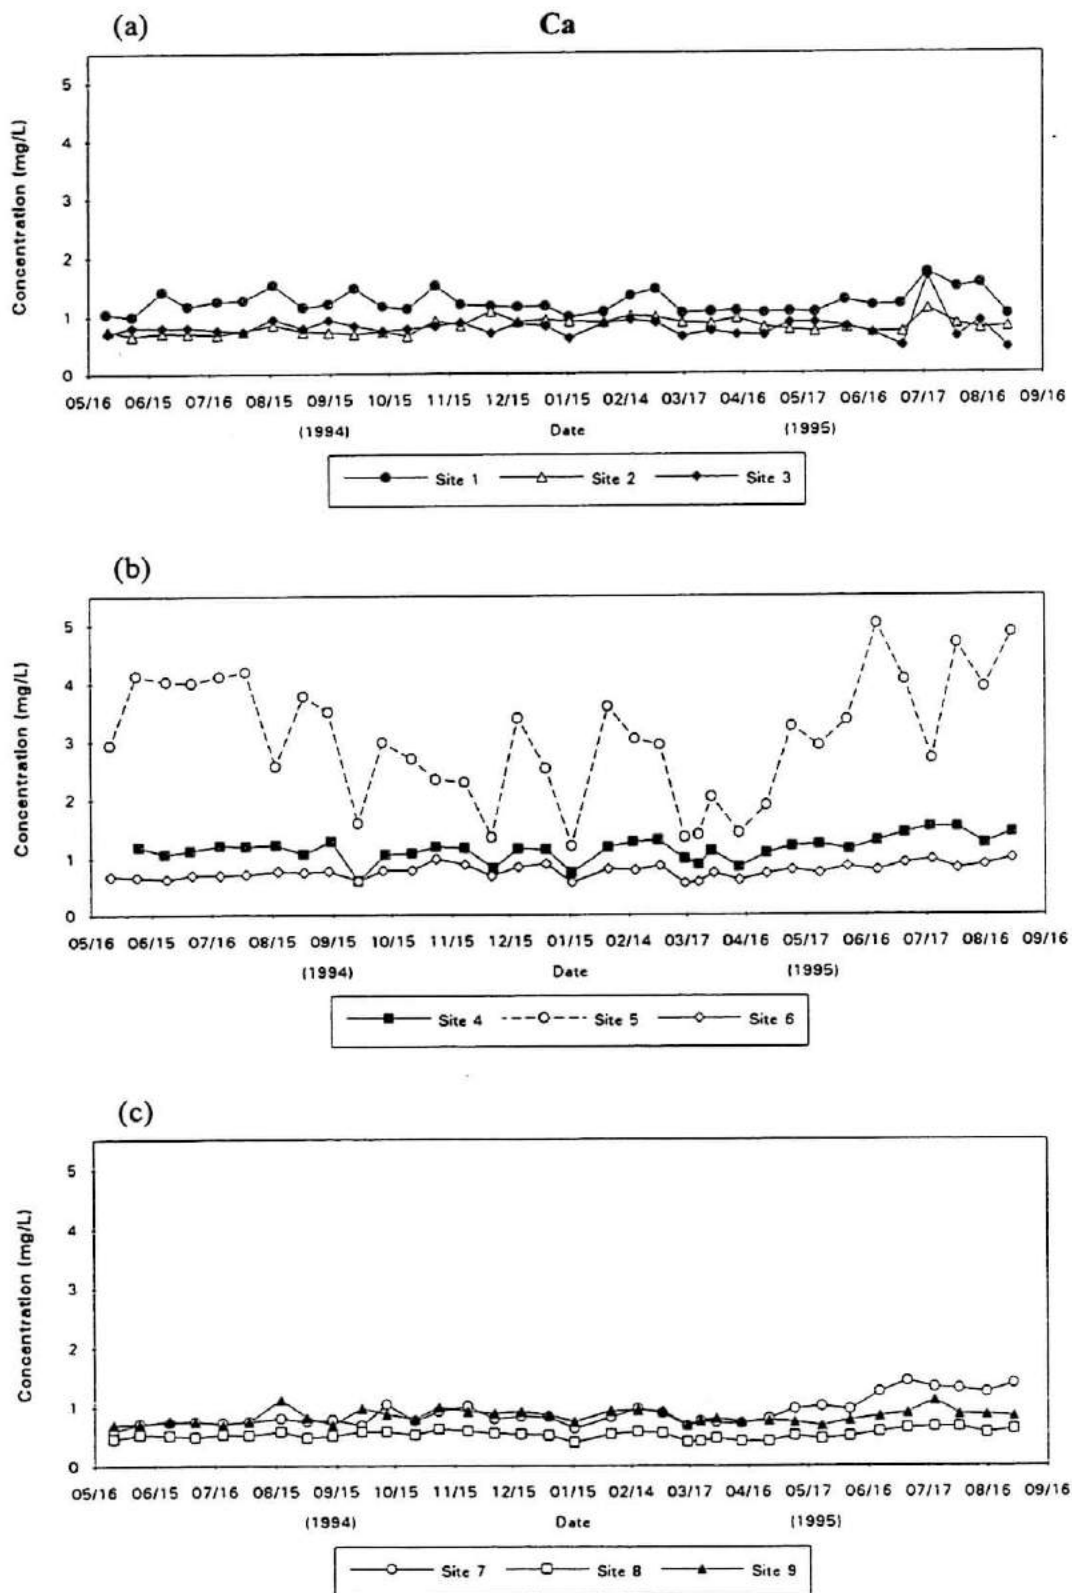 (a) Ca
Concentration (mg/L)
5
4
3
2
1
0
05/16 06/15 07/16 08/15 09/15 10/15 11/15 12/15 01/15 02/14 03/17 04/16 05/17 06/16 07/17 08/16 09/16
(1994) Date (1995)
Site 1 Site 2 Site 3
(b)
Concentration (mg/L)
5
4
3
2
1
0
05/16 06/15 07/16 08/15 09/15 10/15 11/15 12/15 01/15 02/14 03/17 04/16 05/17 06/16 07/17 08/16 09/16
(1994) Date (1995)
Site 4 Site 5 Site 6
(c)
Concentration (mg/L)
5
4
3
2
1
0
05/16 06/15 07/16 08/15 09/15 10/15 11/15 12/15 01/15 02/14 03/17 04/16 05/17 06/16 07/17 08/16 09/16
(1994) Date (1995)
Site 7 Site 8 Site 9